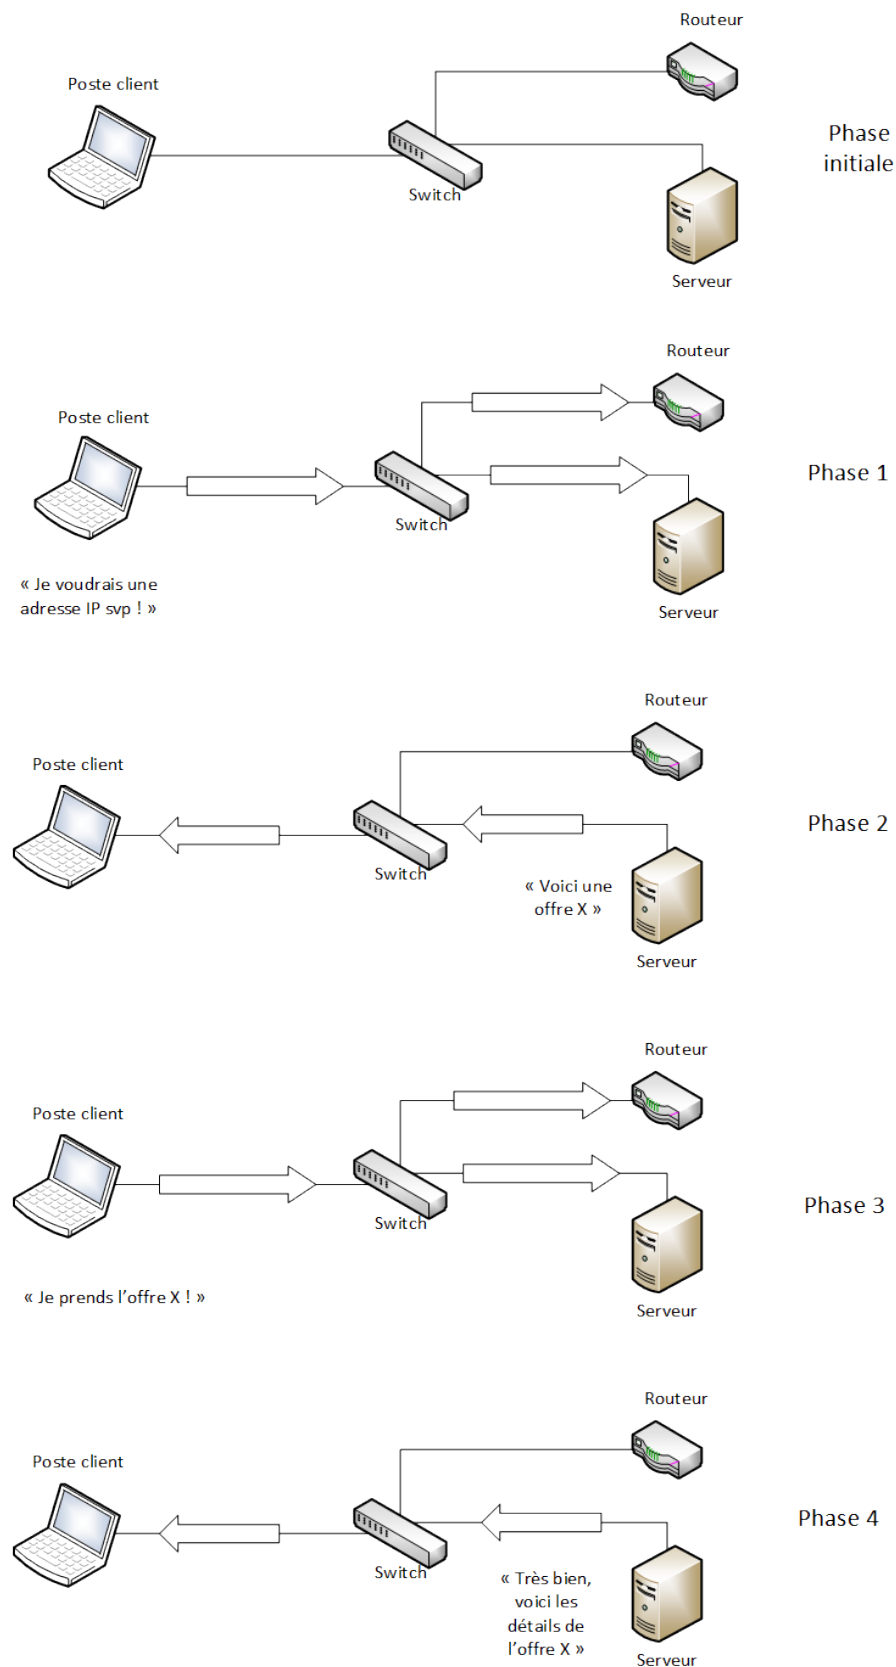 Routeur
Poste client
Phase
initiale
Switch
Serveur
Routeur
Poste client
Phase 1
Switch
« Je voudrais une
adresse IP svp ! »
Serveur
Routeur
Poste client
Phase 2
Switch
« Voici une
offre X »
Serveur
Routeur
Poste client
Phase 3
Switch
« Je prends l’offre X ! »
Serveur
Routeur
Poste client
Phase 4
Switch
« Très bien,
voici les
détails de
l’offre X »
Serveur